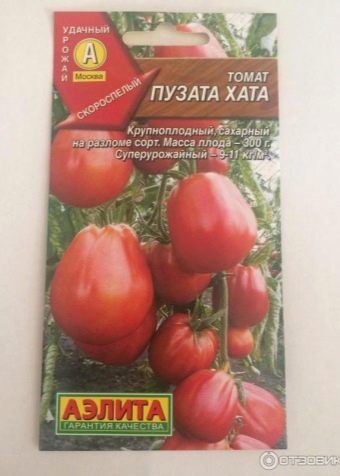 УДАЧНЫЙ
УРОЖАЙ
А
Москва
СКОРОСПЕЛЫЙ
ТОМАТ
ПУЗАТА ХАТА
Крупноплодный, сахарный
на разломе сорт. Масса плода – 300 г.
Суперурожайный – 9-11 кг/м².
АЭЛИТА
ГАРАНТИЯ КАЧЕСТВА
ОТЗОВИК